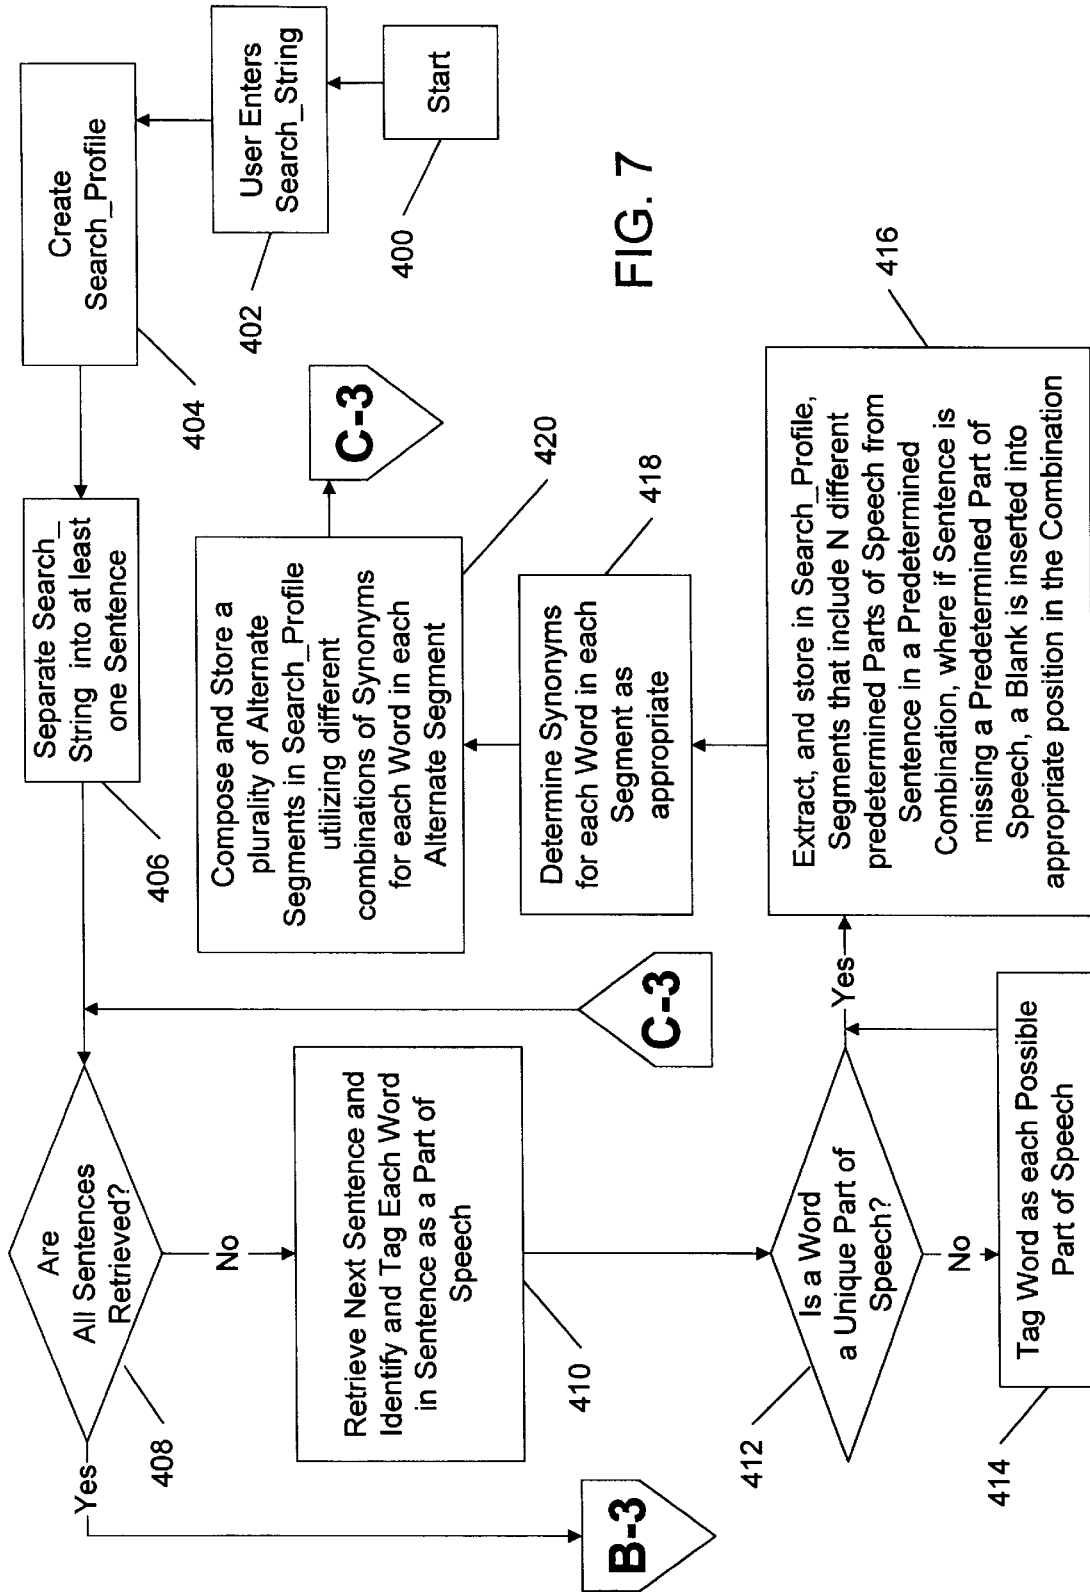 Start
400
User Enters
Search_String
402
Create
Search_Profile
404
Separate Search_
String into at least
one Sentence
406
Are
All Sentences
Retrieved?
408
Yes
B-3
No
Retrieve Next Sentence and
Identify and Tag Each Word
in Sentence as a Part of
Speech
410
Is a Word
a Unique Part of
Speech?
412
No
Tag Word as each Possible
Part of Speech
414
Yes
Extract, and store in Search_Profile,
Segments that include N different
predetermined Parts of Speech from
Sentence in a Predetermined
Combination, where if Sentence is
missing a Predetermined Part of
Speech, a Blank is inserted into
appropriate position in the Combination
416
Determine Synonyms
for each Word in each
Segment as
appropriate
418
Compose and Store a
plurality of Alternate
Segments in Search_Profile
utilizing different
combinations of Synonyms
for each Word in each
Alternate Segment
420
C-3
C-3
FIG. 7